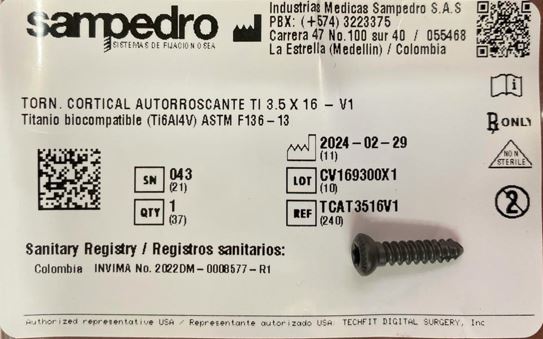 sampedro
SISTEMAS DE FIJACION OSEA
Industrias Medicas Sampedro S.A.S
PBX: (+574) 3223375
Carrera 47 No.100 sur 40 / 055468
La Estrella (Medellin) / Colombia
TORN. CORTICAL AUTORROSCANTE TI 3.5 X 16 - V1
Titanio biocompatible (Ti6Al4V) ASTM F136-13
R ONLY
NON STERILE
2
2024-02-29
(11)
SN 043
(21)
LOT CV169300X1
(10)
QTY 1
(37)
REF TCAT3516V1
(240)
Sanitary Registry / Registros sanitarios:
Colombia INVIMA No. 2022DM-0008577-R1
Authorized representative USA / Representante autorizado USA: TECHFIT DIGITAL SURGERY, Inc